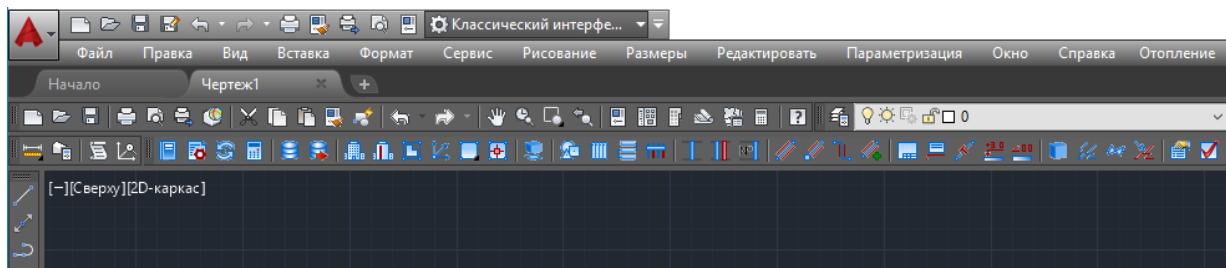 Классический интерфе...
Файл Правка Вид Вставка Формат Сервис Рисование Размеры Редактировать Параметризация Окно Справка Отопление
Начало Чертеж1
0
[−][Сверху][2D-каркас]